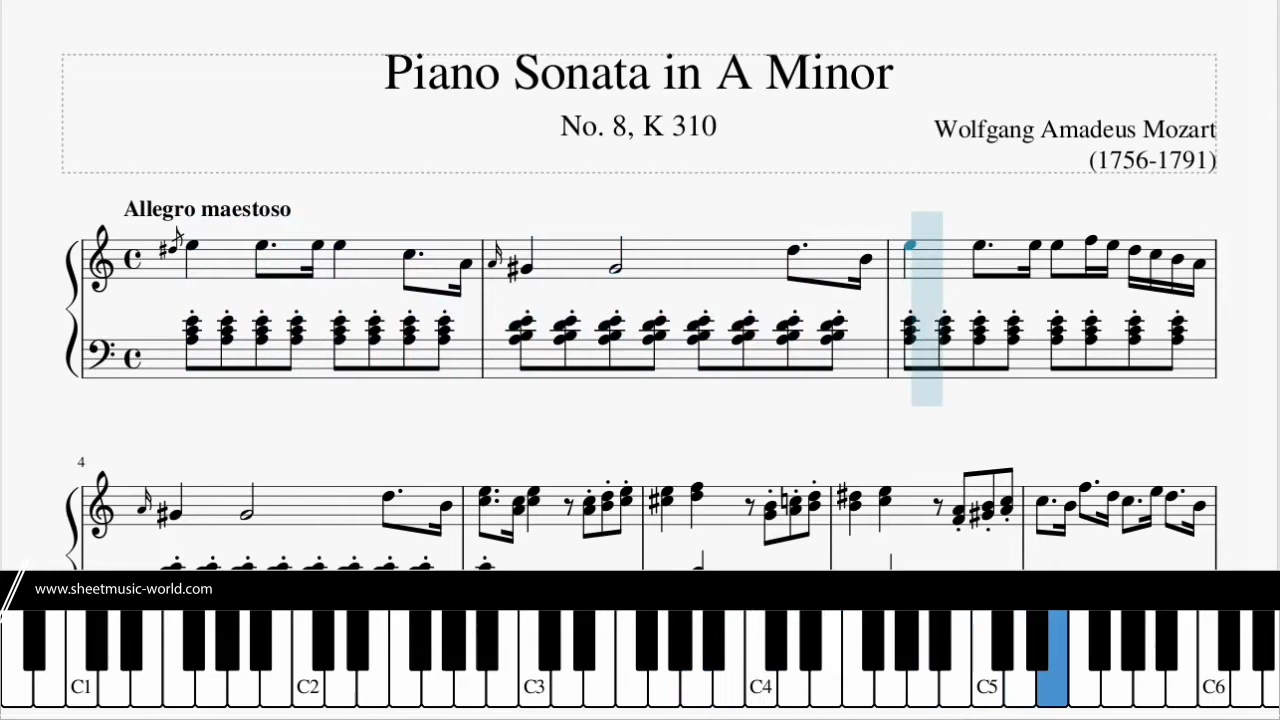 Piano Sonata in A Minor
No. 8, K 310
Wolfgang Amadeus Mozart
(1756-1791)
Allegro maestoso
4
www.sheetmusic-world.com
C1 C2 C3 C4 C5 C6